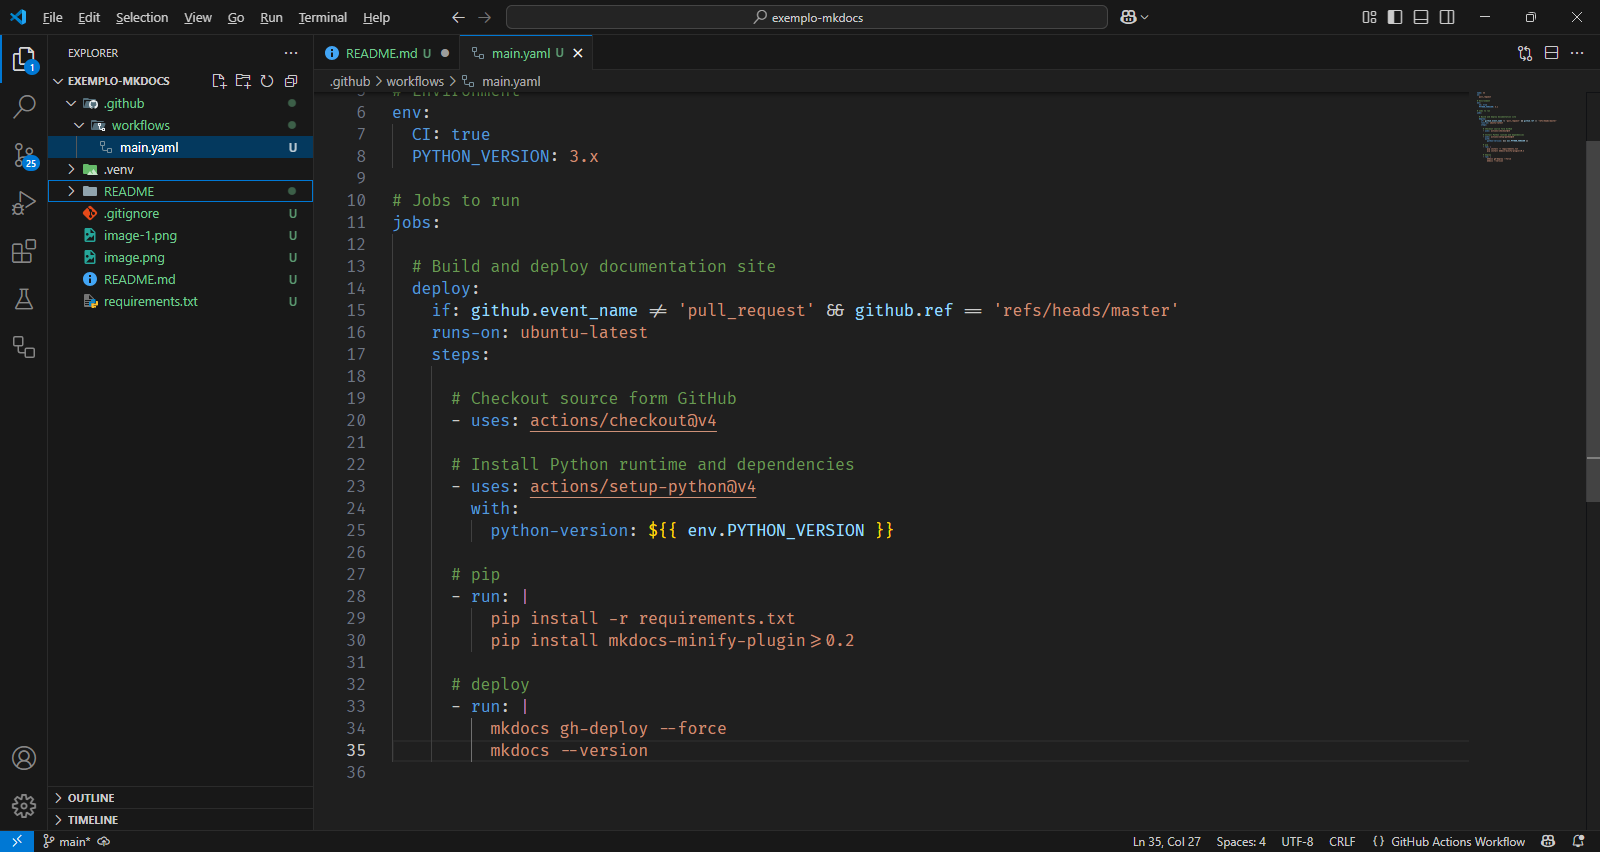 File Edit Selection View Go Run Terminal Help
exemplo-mkdocs
EXPLORER
EXEMPLO-MKDOCS
.github
workflows
main.yaml U
.venv
README
.gitignore U
image-1.png U
image.png U
README.md U
requirements.txt U
OUTLINE
TIMELINE
1
25
README.md U
main.yaml U
.github > workflows > main.yaml
5 # Environment
6 env:
7 CI: true
8 PYTHON_VERSION: 3.x
9
10 # Jobs to run
11 jobs:
12
13 # Build and deploy documentation site
14 deploy:
15 if: github.event_name != 'pull_request' && github.ref == 'refs/heads/master'
16 runs-on: ubuntu-latest
17 steps:
18
19 # Checkout source form GitHub
20 - uses: actions/checkout@v4
21
22 # Install Python runtime and dependencies
23 - uses: actions/setup-python@v4
24 with:
25 python-version: ${{ env.PYTHON_VERSION }}
26
27 # pip
28 - run: |
29 pip install -r requirements.txt
30 pip install mkdocs-minify-plugin>=0.2
31
32 # deploy
33 - run: |
34 mkdocs gh-deploy --force
35 mkdocs --version
36
main*
Ln 35, Col 27 Spaces: 4 UTF-8 CRLF {} GitHub Actions Workflow